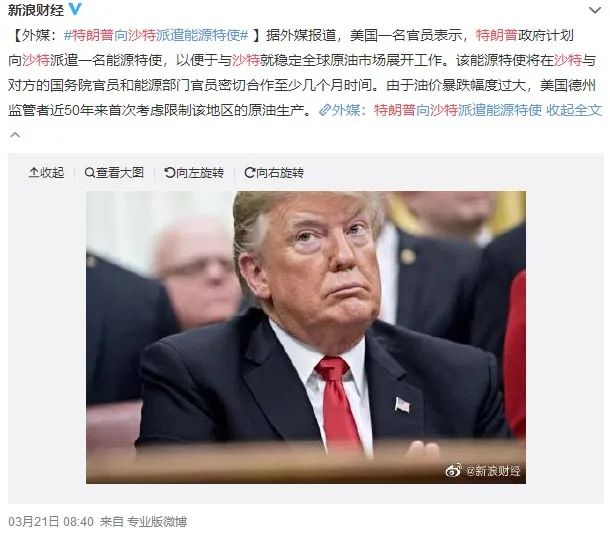 新浪财经
【外媒：#特朗普向沙特派遣能源特使# 】据外媒报道，美国一名官员表示，特朗普政府计划
向沙特派遣一名能源特使，以便于与沙特就稳定全球原油市场展开工作。该能源特使将在沙特与
对方的国务院官员和能源部门官员密切合作至少几个月时间。由于油价暴跌幅度过大，美国德州
监管者近50年来首次考虑限制该地区的原油生产。外媒：特朗普向沙特派遣能源特使 收起全文
收起 查看大图 向左旋转 向右旋转
@新浪财经
03月21日 08:40 来自 专业版微博